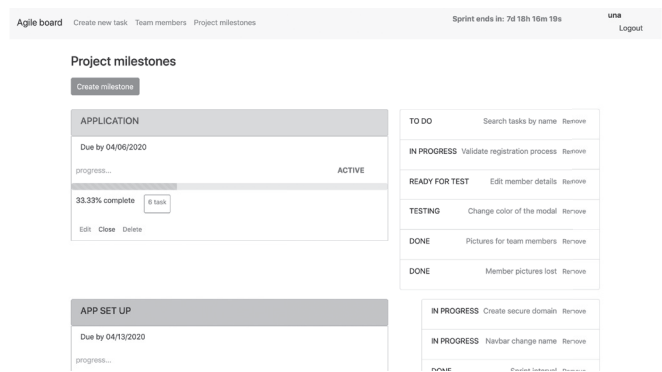 Agile board Create new task Team members Project milestones Sprint ends in: 7d 18h 16m 19s una
Logout
Project milestones
Create milestone
APPLICATION
Due by 04/06/2020
progress... ACTIVE
33.33% complete 6 task
Edit Close Delete
TO DO Search tasks by name Remove
IN PROGRESS Validate registration process Remove
READY FOR TEST Edit member details Remove
TESTING Change color of the modal Remove
DONE Pictures for team members Remove
DONE Member pictures lost Remove
APP SET UP
Due by 04/13/2020
progress...
IN PROGRESS Create secure domain Remove
IN PROGRESS Navbar change name Remove
DONE Sprint interval Remove